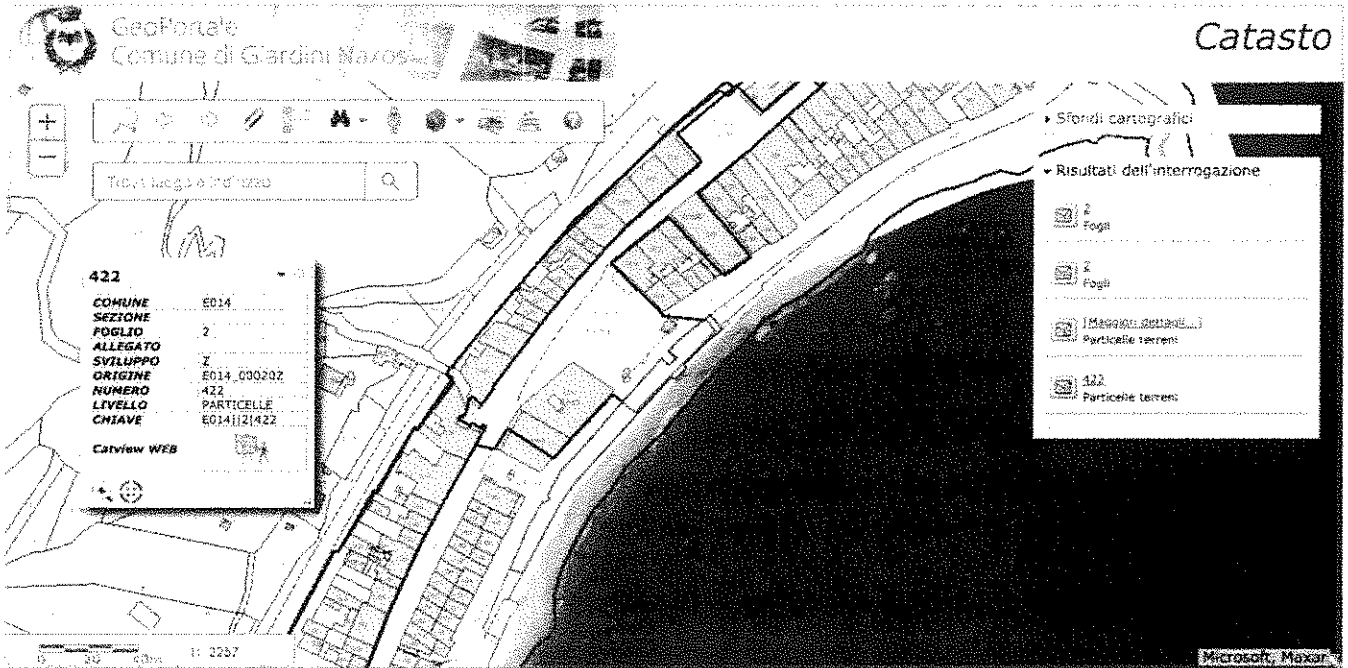 GeoPortale
Comune di Giardini Naxos
Catasto
+
−
Trova luogo o indirizzo
Sfondi cartografici
Risultati dell'interrogazione
2
Fogli
2
Fogli
[Maggiori dettagli...]
Particelle terreni
422
Particelle terreni
422
COMUNE E014
SEZIONE
FOGLIO 2
ALLEGATO
SVILUPPO Z
ORIGINE E014_00020Z
NUMERO 422
LIVELLO PARTICELLE
CHIAVE E014||2|422
Catview WEB
1: 2257
Microsoft, Maxar